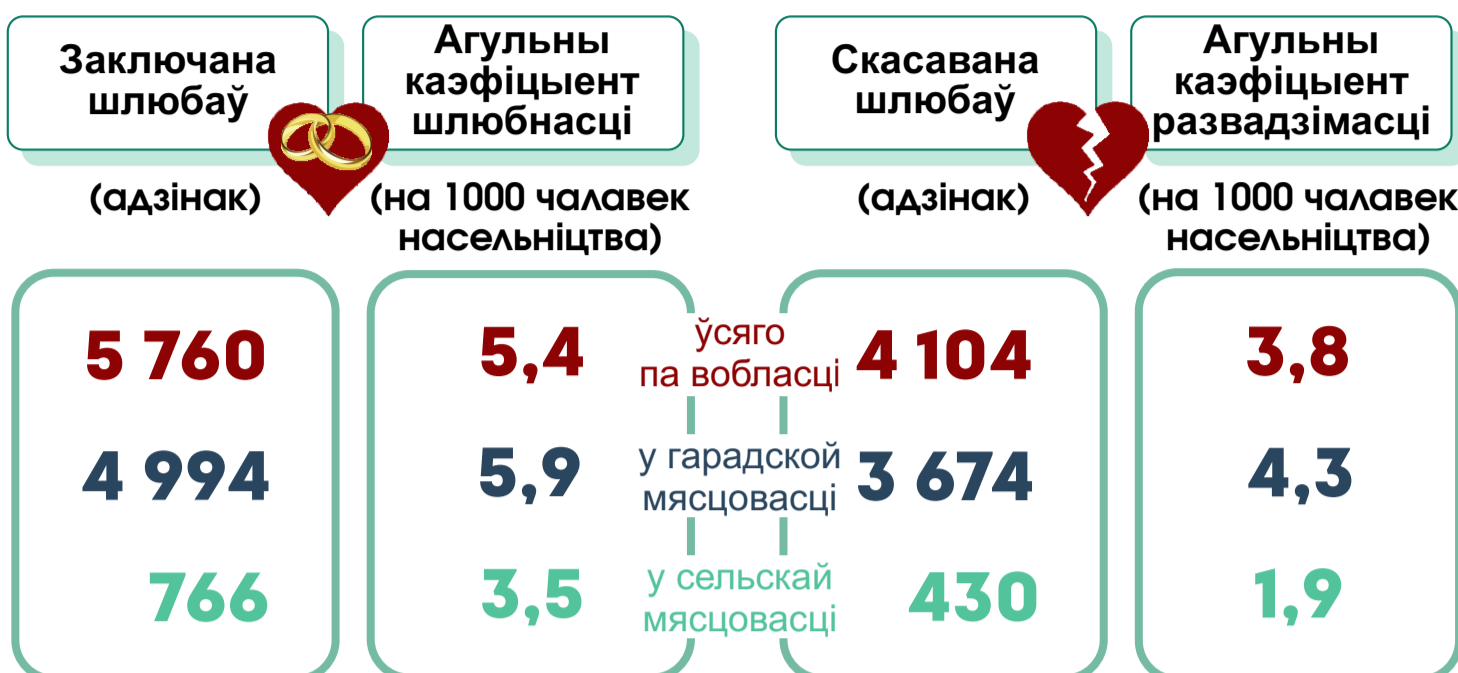 Заключана
шлюбаў
Агульны
каэфіцыент
шлюбнасці
Скасавана
шлюбаў
Агульны
каэфіцыент
развадзімасці
(адзінак)
(на 1000 чалавек
насельніцтва)
(адзінак)
(на 1000 чалавек
насельніцтва)
5 760
5,4
ўсяго
па вобласці
4 104
3,8
4 994
5,9
у гарадской
мясцовасці
3 674
4,3
766
3,5
у сельскай
мясцовасці
430
1,9